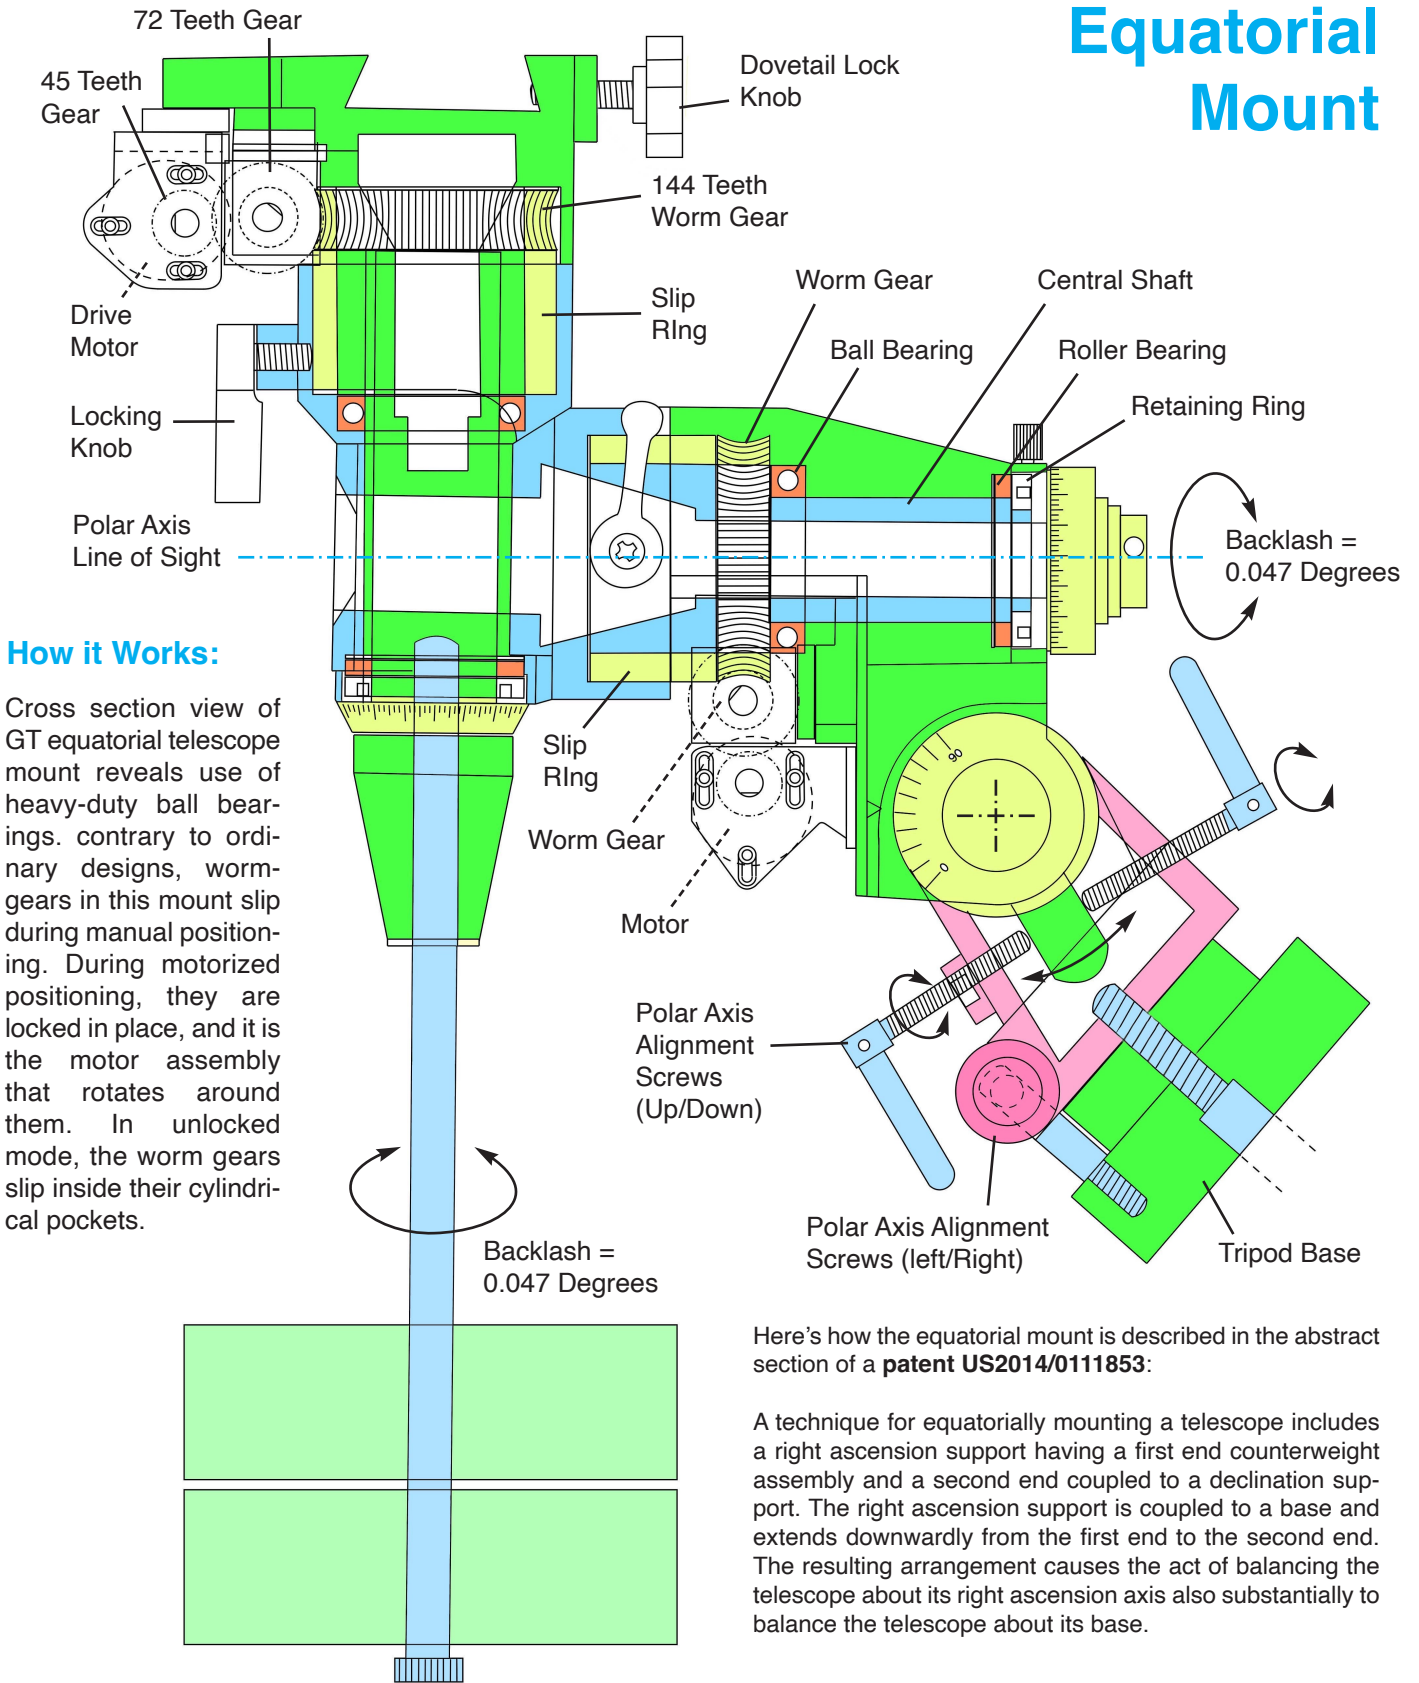 Equatorial
Mount
72 Teeth Gear
45 Teeth
Gear
Dovetail Lock
Knob
144 Teeth
Worm Gear
Drive
Motor
Slip
RIng
Worm Gear
Central Shaft
Ball Bearing
Roller Bearing
Retaining Ring
Locking
Knob
Polar Axis
Line of Sight
Backlash =
0.047 Degrees
How it Works:
Cross section view of
GT equatorial telescope
mount reveals use of
heavy-duty ball bear-
ings. contrary to ordi-
nary designs, worm-
gears in this mount slip
during manual position-
ing. During motorized
positioning, they are
locked in place, and it is
the motor assembly
that rotates around
them. In unlocked
mode, the worm gears
slip inside their cylindri-
cal pockets.
Slip
RIng
Worm Gear
Motor
90
0
Polar Axis
Alignment
Screws
(Up/Down)
Polar Axis Alignment
Screws (left/Right)
Tripod Base
Backlash =
0.047 Degrees
Here's how the equatorial mount is described in the abstract
section of a patent US2014/0111853:
A technique for equatorially mounting a telescope includes
a right ascension support having a first end counterweight
assembly and a second end coupled to a declination sup-
port. The right ascension support is coupled to a base and
extends downwardly from the first end to the second end.
The resulting arrangement causes the act of balancing the
telescope about its right ascension axis also substantially to
balance the telescope about its base.